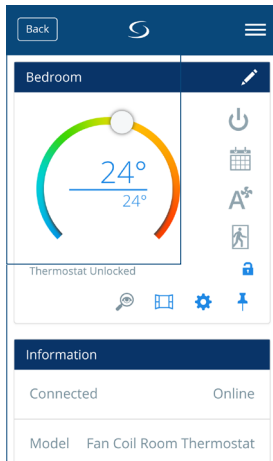 Back
Bedroom
24°
24°
A
Thermostat Unlocked
Information
Connected Online
Model Fan Coil Room Thermostat